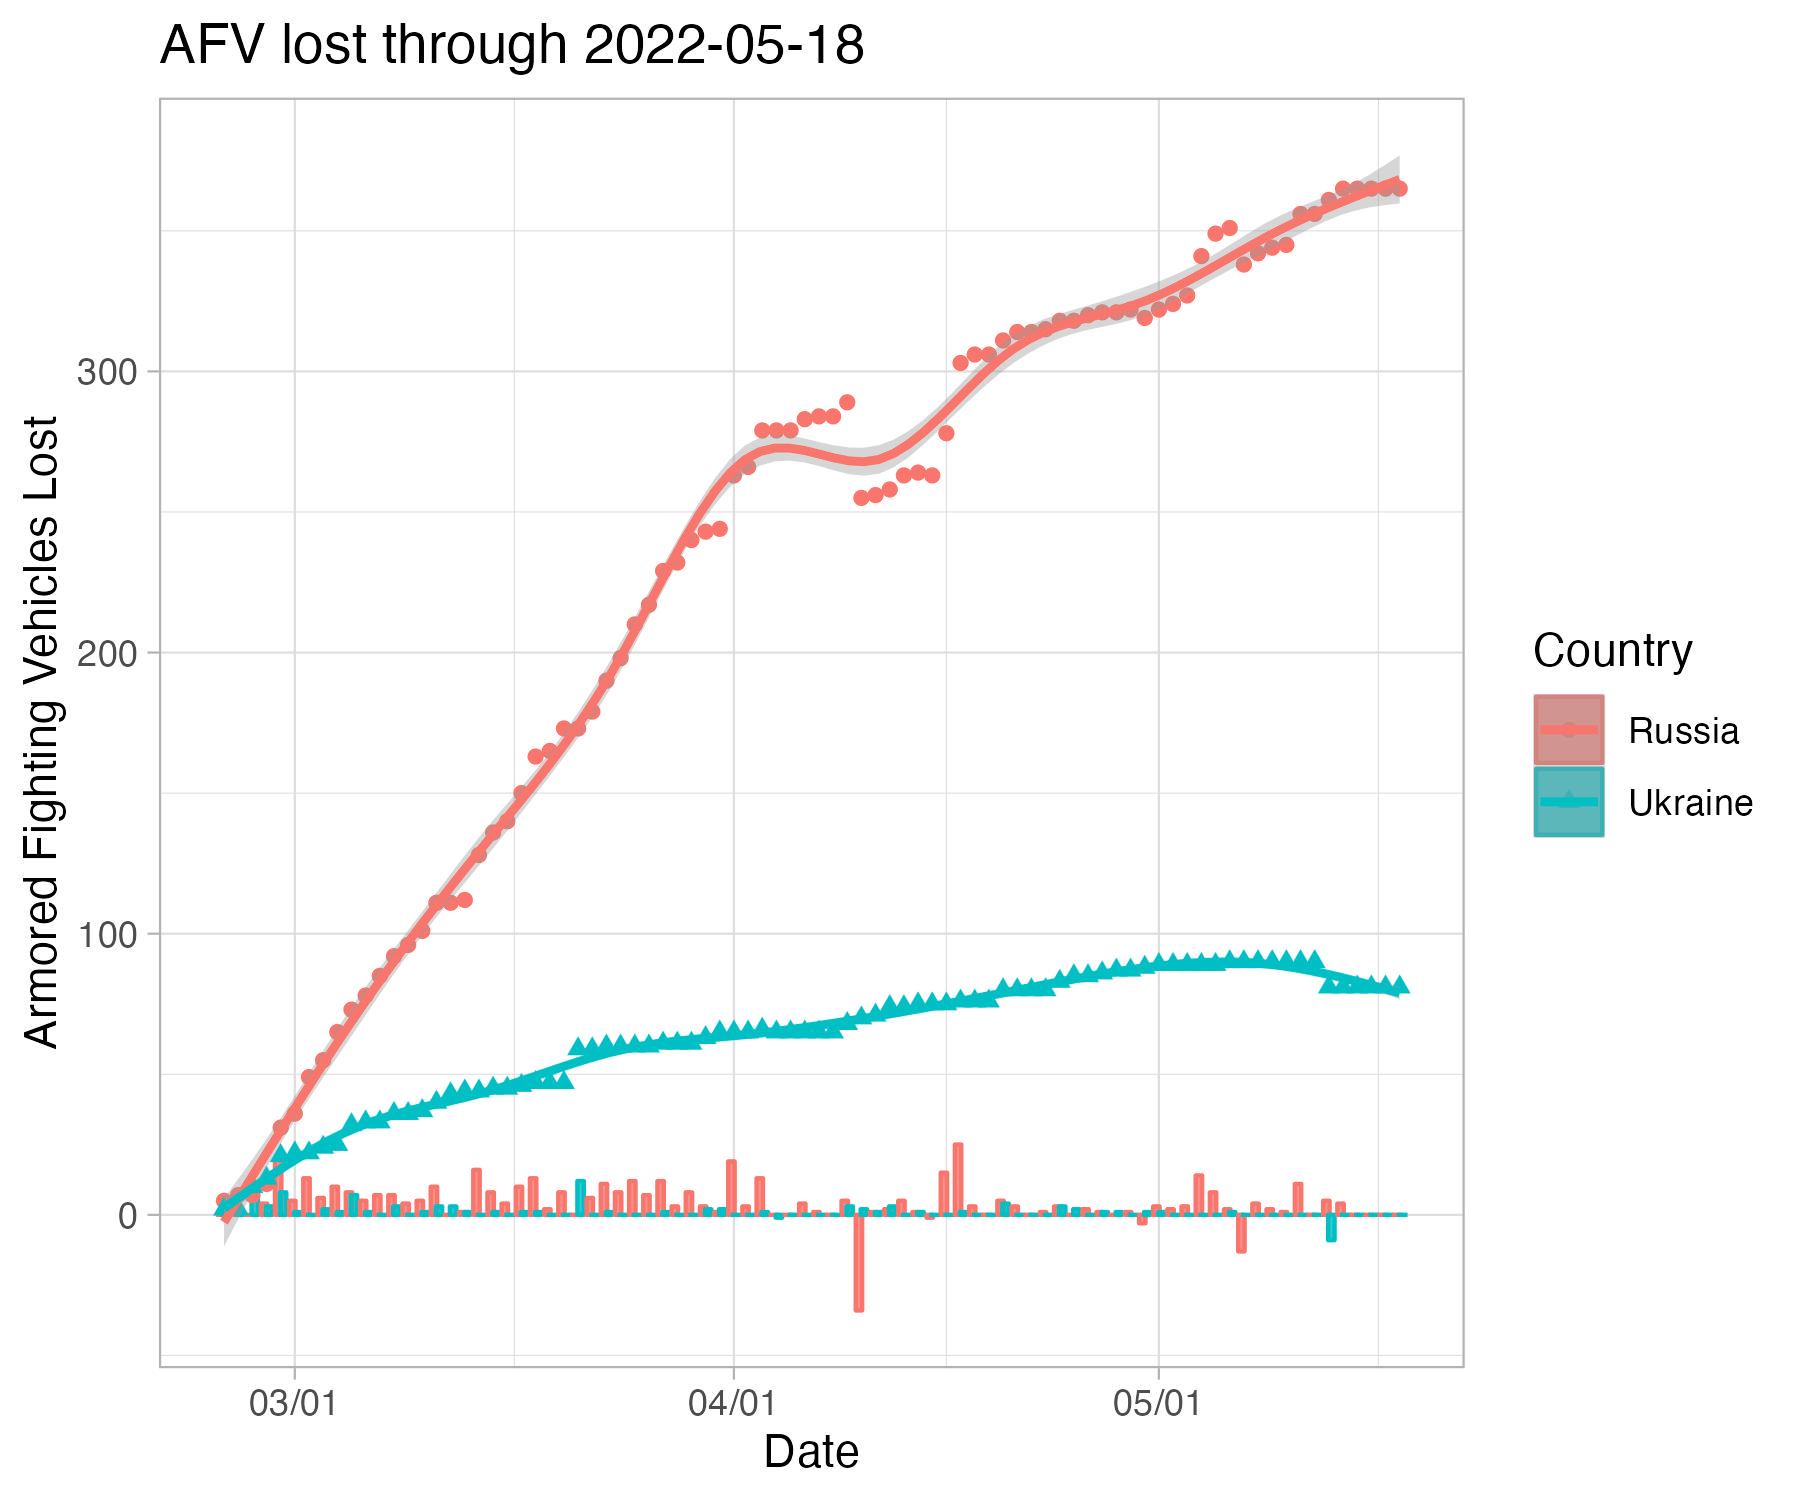 AFV lost through 2022-05-18
Armored Fighting Vehicles Lost
300
200
100
0
03/01
04/01
05/01
Date
Country
Russia
Ukraine